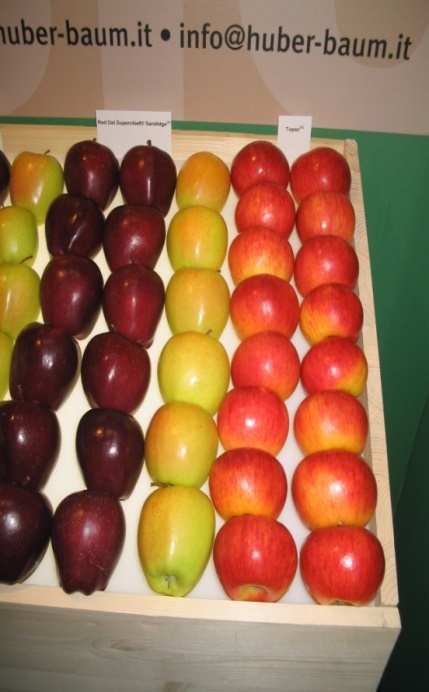 huber-baum.it • info@huber-baum.it
Red Del.Superchief® Sandidge
Topaz